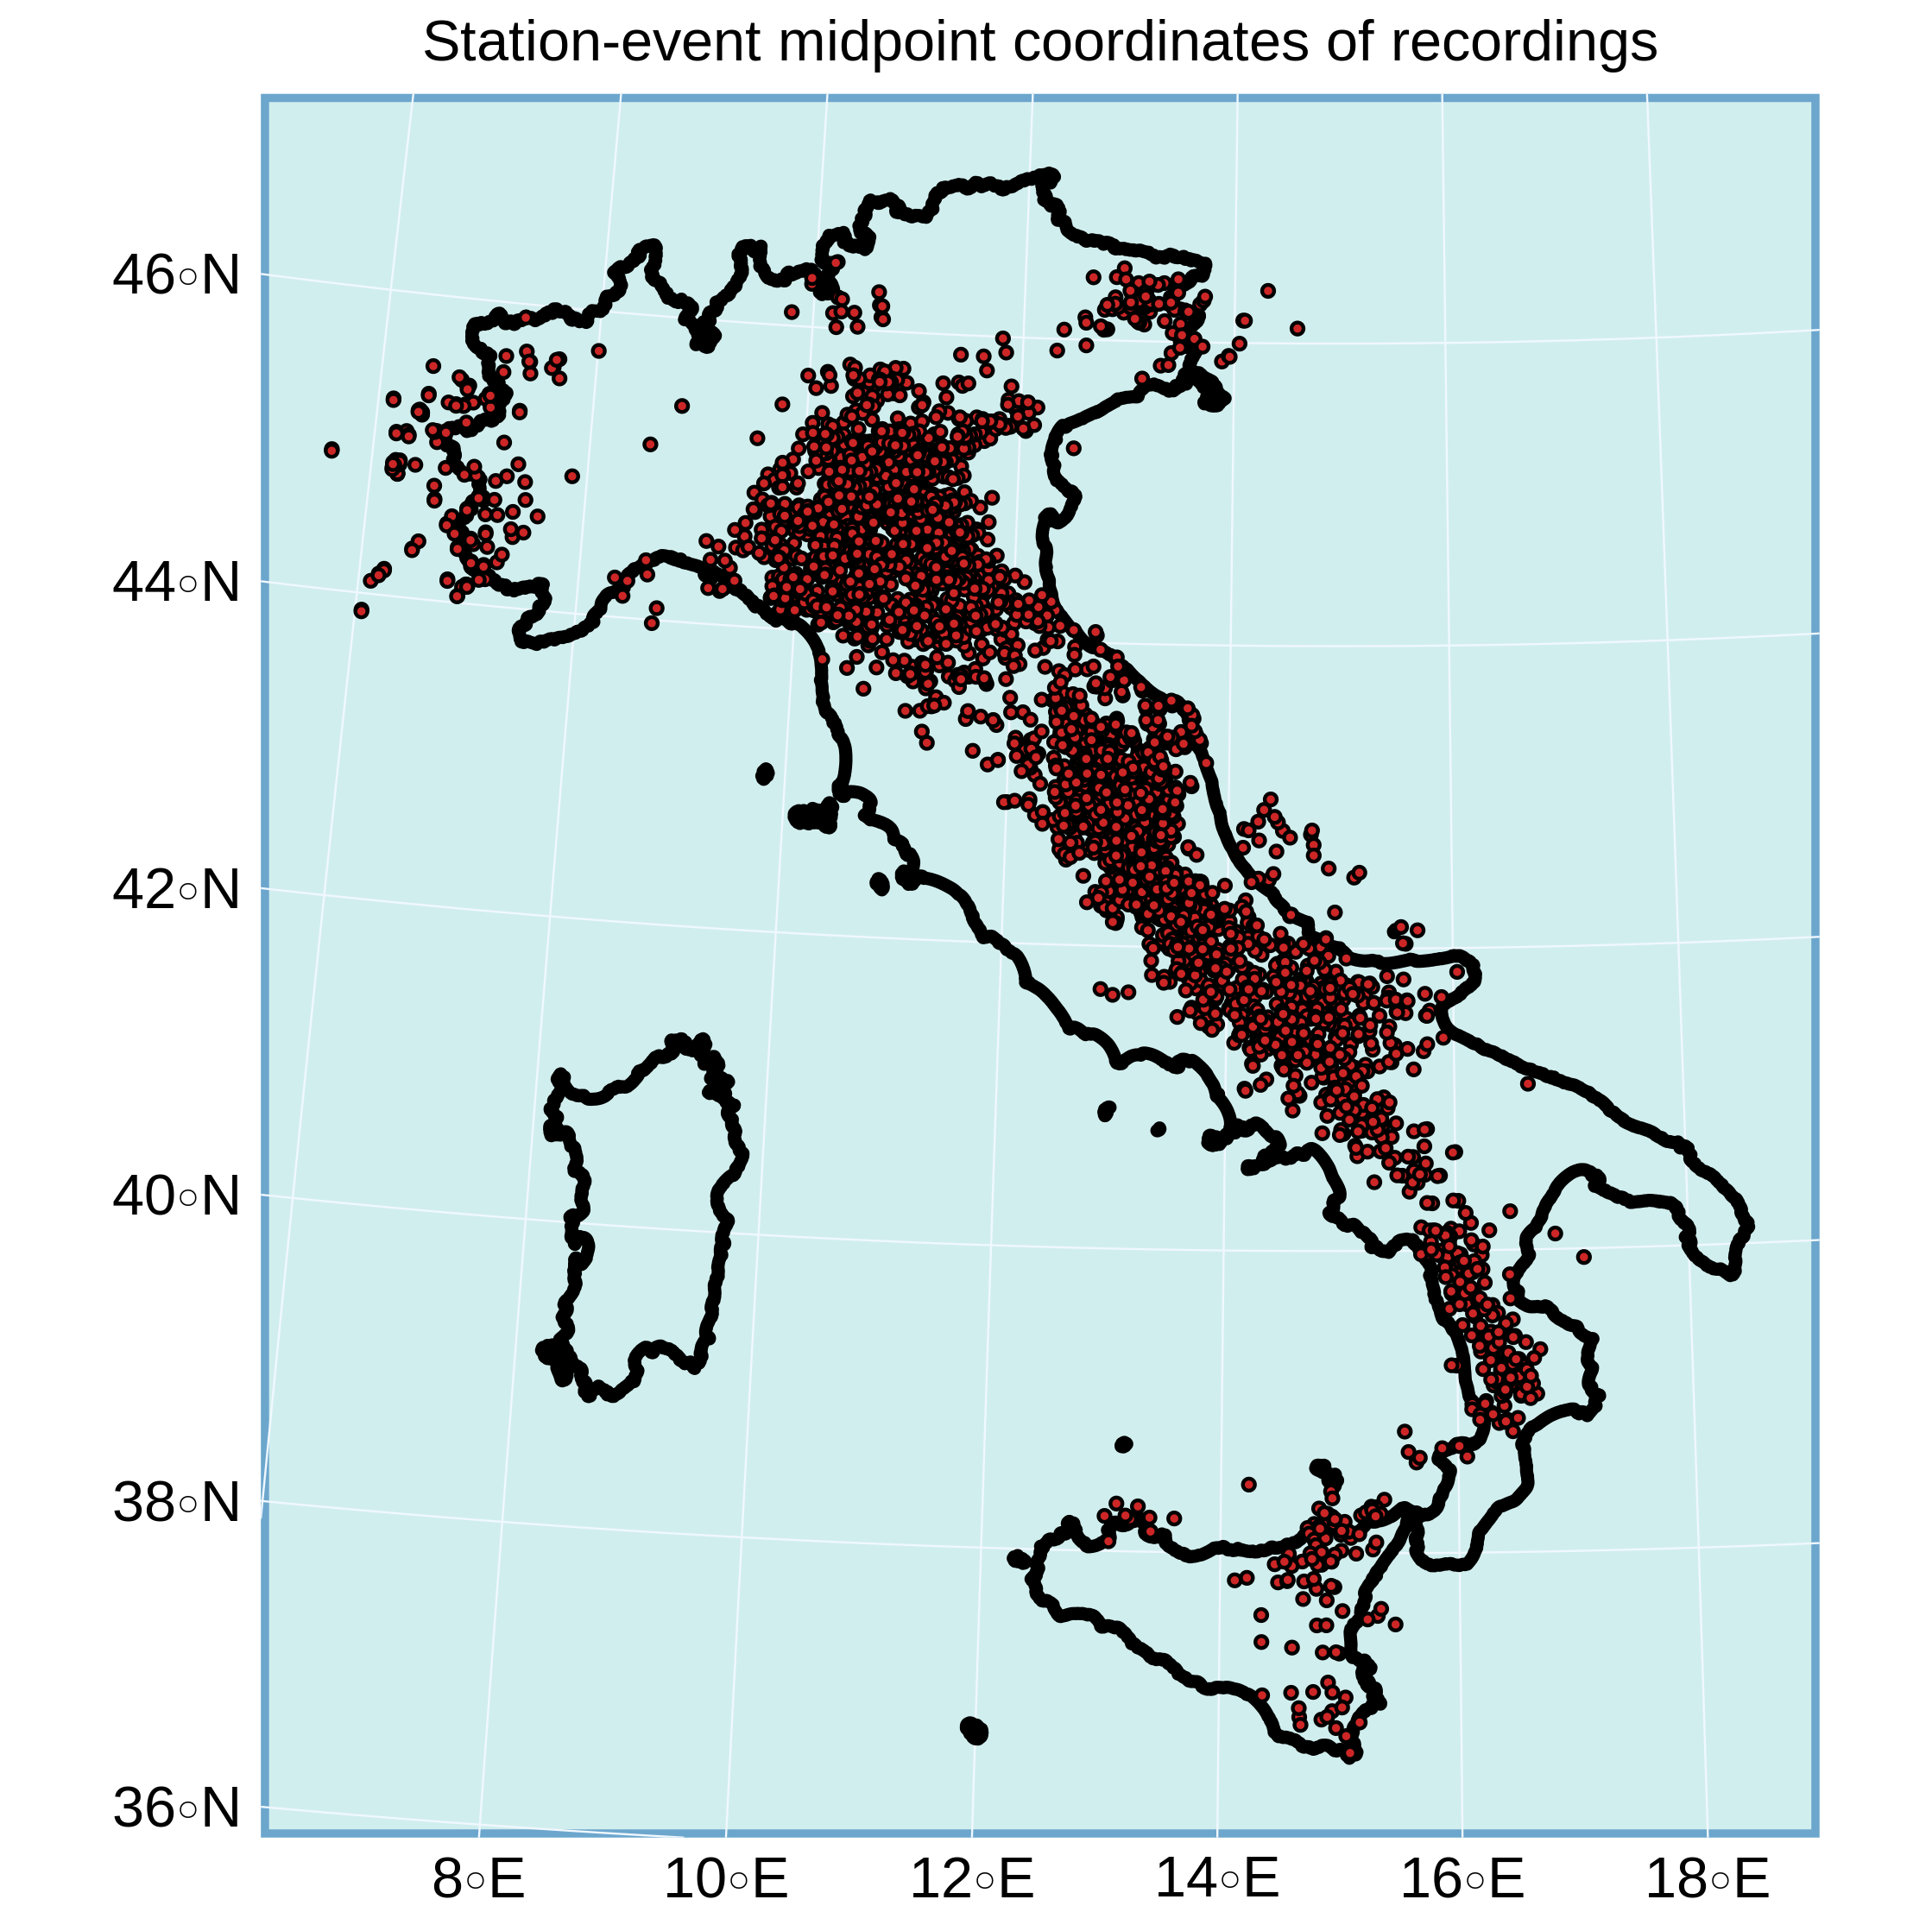 Station-event midpoint coordinates of recordings
46◦N
44◦N
42◦N
40◦N
38◦N
36◦N
8◦E 10◦E 12◦E 14◦E 16◦E 18◦E